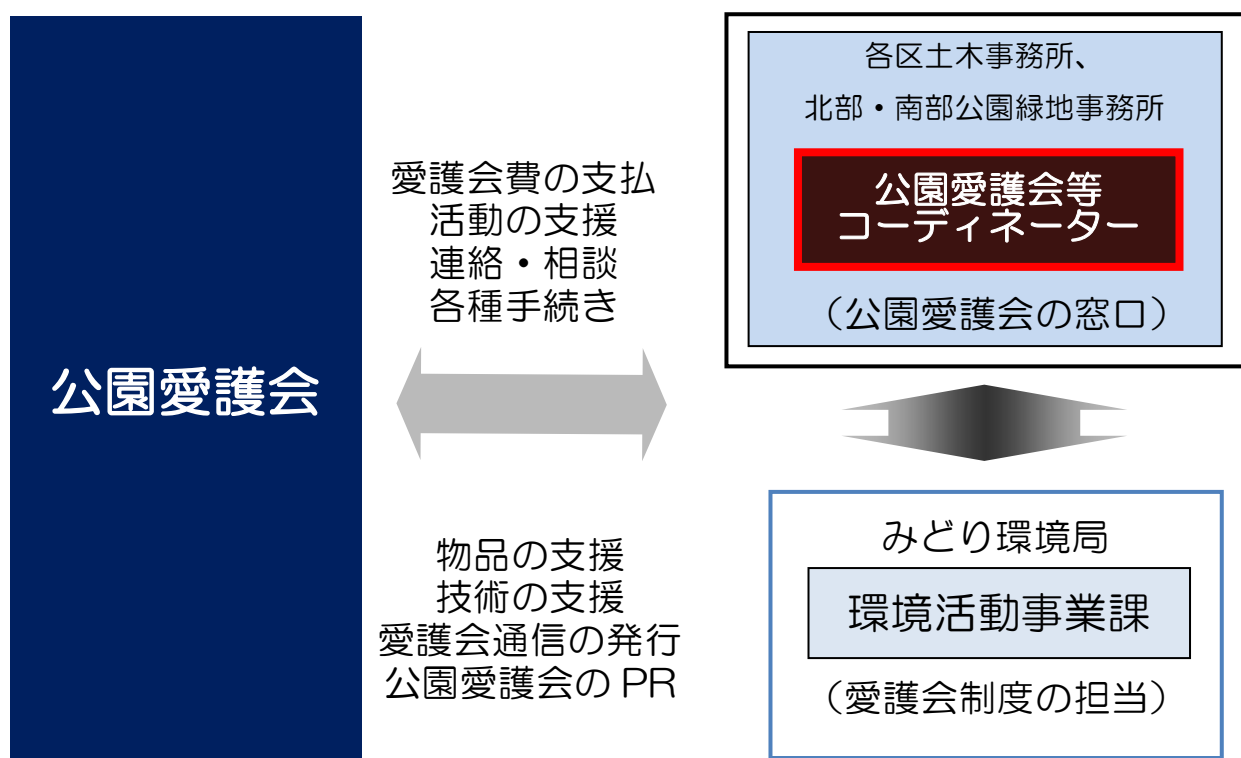 公園愛護会
愛護会費の支払
活動の支援
連絡・相談
各種手続き
物品の支援
技術の支援
愛護会通信の発行
公園愛護会の PR
各区土木事務所、
北部・南部公園緑地事務所
公園愛護会等
コーディネーター
（公園愛護会の窓口）
みどり環境局
環境活動事業課
（愛護会制度の担当）